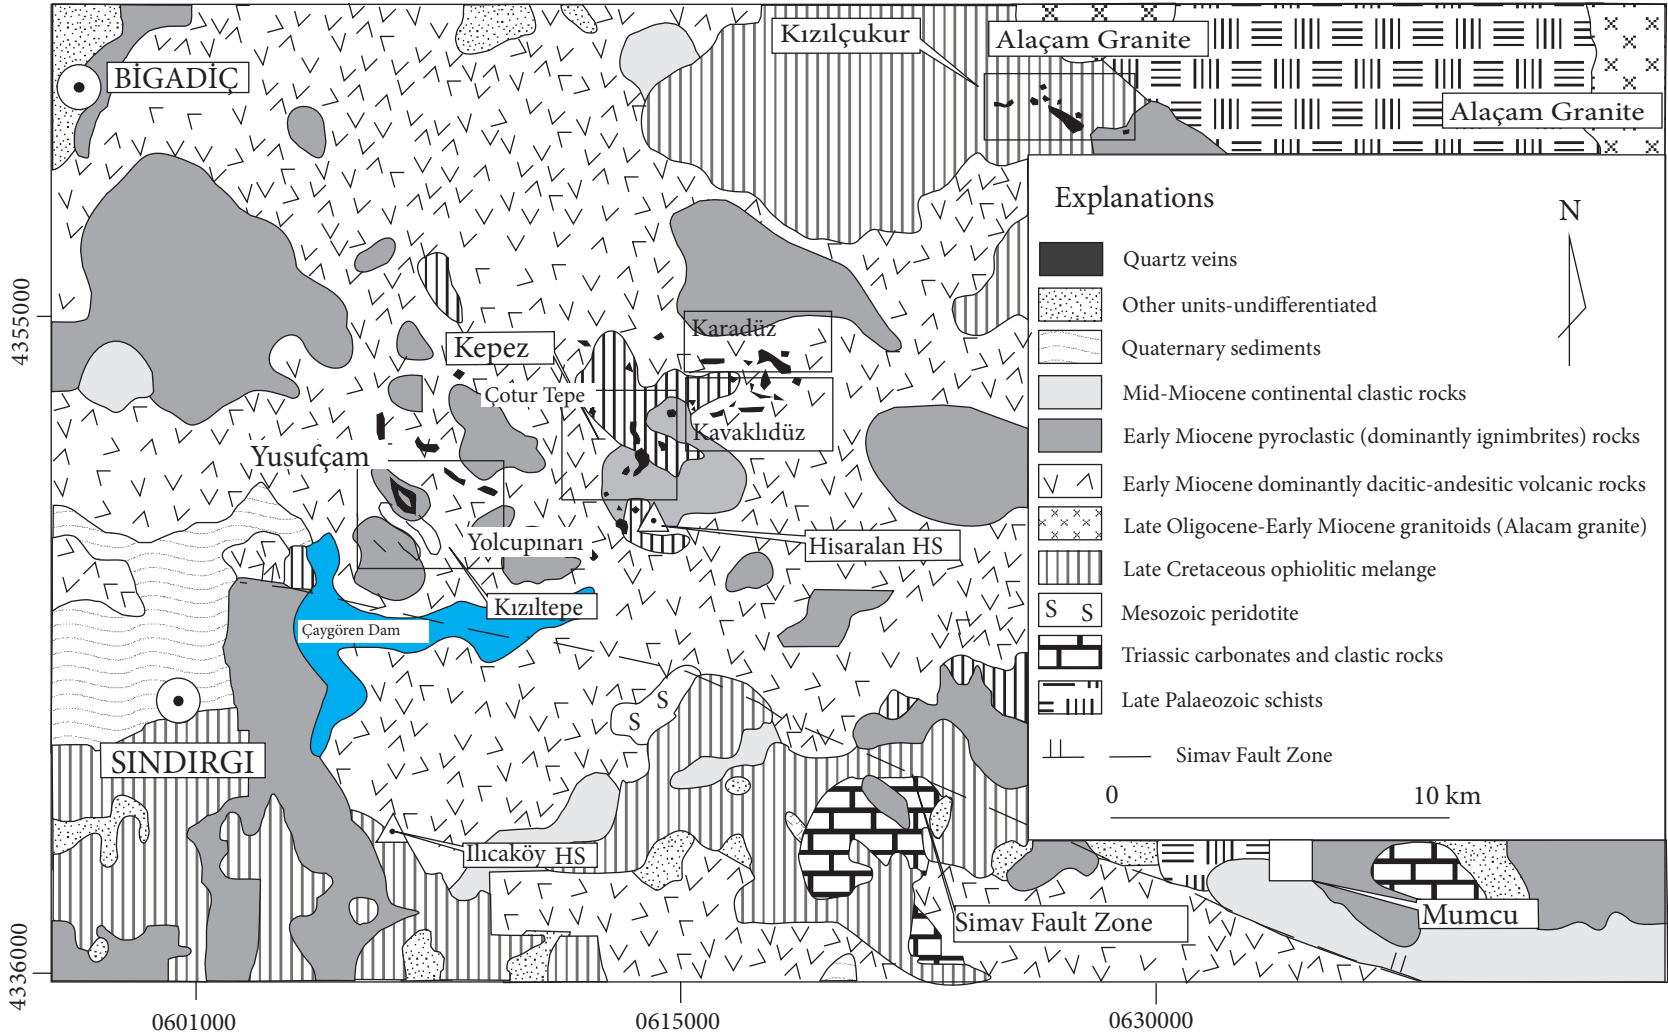 Kızılçukur
Alaçam Granite
BİGADİÇ
Alaçam Granite
Explanations
N
Quartz veins
Other units-undifferentiated
Quaternary sediments
Mid-Miocene continental clastic rocks
Early Miocene pyroclastic (dominantly ignimbrites) rocks
Early Miocene dominantly dacitic-andesitic volcanic rocks
Late Oligocene-Early Miocene granitoids (Alacam granite)
Late Cretaceous ophiolitic melange
S S
Mesozoic peridotite
Triassic carbonates and clastic rocks
Late Palaeozoic schists
Simav Fault Zone
0
10 km
4355000
Karadüz
Kepez
Çotur Tepe
Kavaklıdüz
Yusufçam
Yolcupınarı
Hisaralan HS
Kızıltepe
Çaygören Dam
S
S
SINDIRGI
Ilıcaköy HS
Simav Fault Zone
Mumcu
4336000
0601000
0615000
0630000